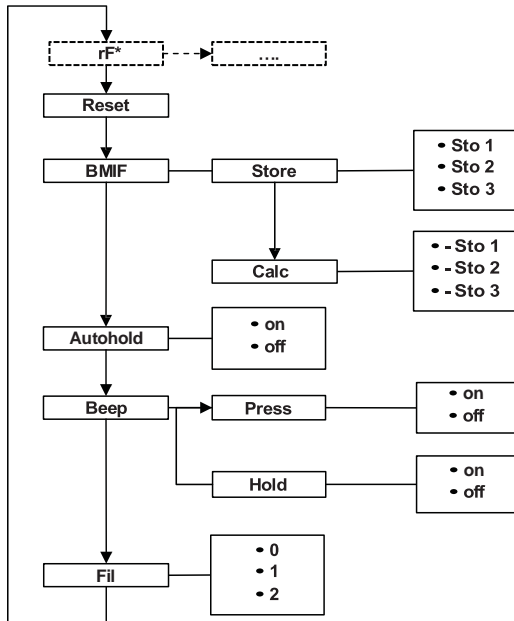 rF*
....
Reset
BMIF
Store
• Sto 1
• Sto 2
• Sto 3
Calc
• - Sto 1
• - Sto 2
• - Sto 3
Autohold
• on
• off
Beep
Press
• on
• off
Hold
• on
• off
Fil
• 0
• 1
• 2